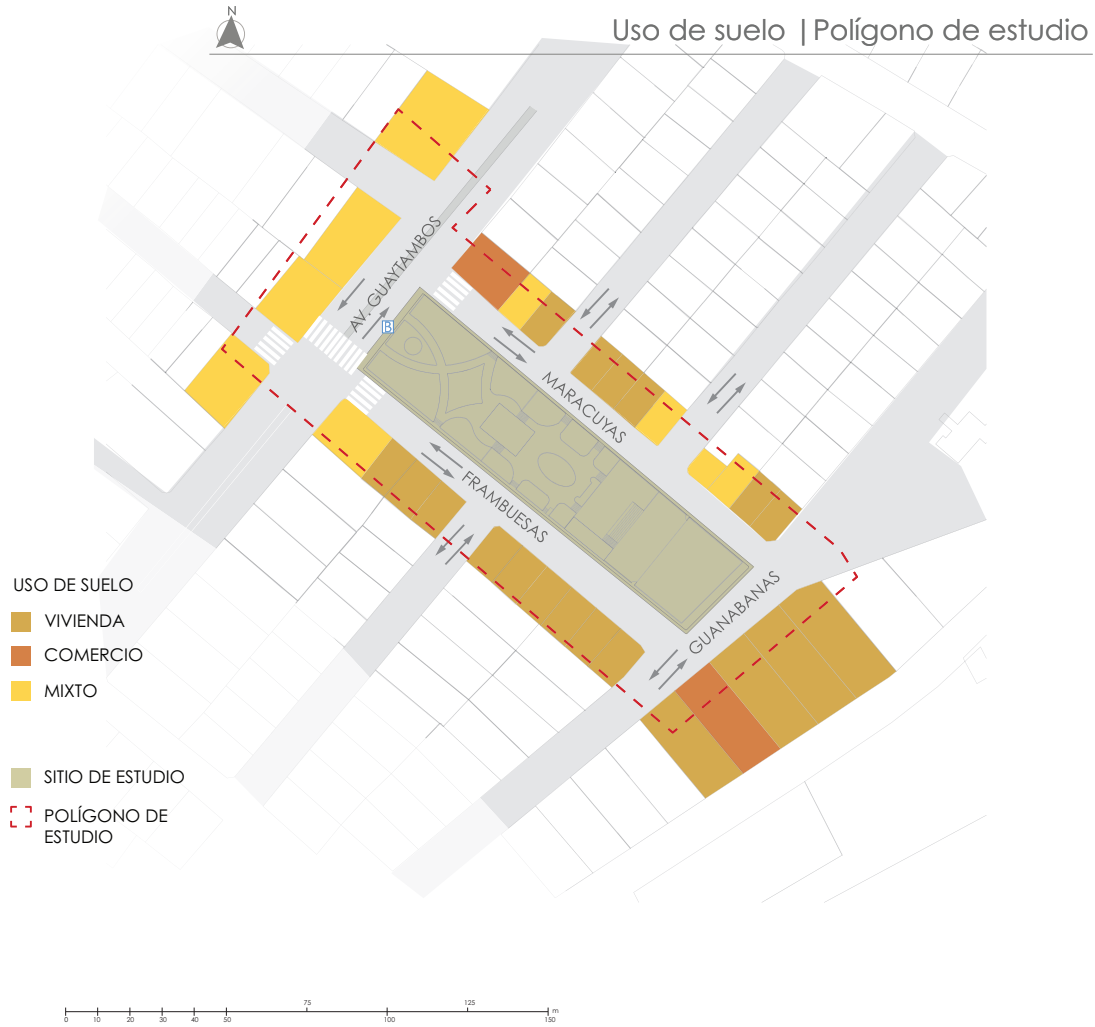 N
Uso de suelo | Polígono de estudio
AV. GUAYTAMBOS
B
MARACUYAS
FRAMBUESAS
GUANABANAS
USO DE SUELO
VIVIENDA
COMERCIO
MIXTO
SITIO DE ESTUDIO
POLÍGONO DE
ESTUDIO
75 125
m
0 10 20 30 40 50 100 150